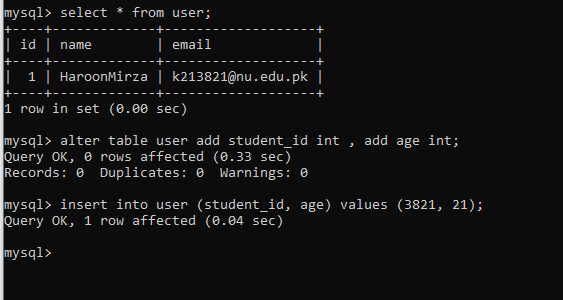 mysql> select * from user;
+----+-------------+-------------------+
| id | name        | email             |
+----+-------------+-------------------+
|  1 | HaroonMirza | k213821@nu.edu.pk |
+----+-------------+-------------------+
1 row in set (0.00 sec)

mysql> alter table user add student_id int , add age int;
Query OK, 0 rows affected (0.33 sec)
Records: 0  Duplicates: 0  Warnings: 0

mysql> insert into user (student_id, age) values (3821, 21);
Query OK, 1 row affected (0.04 sec)

mysql>